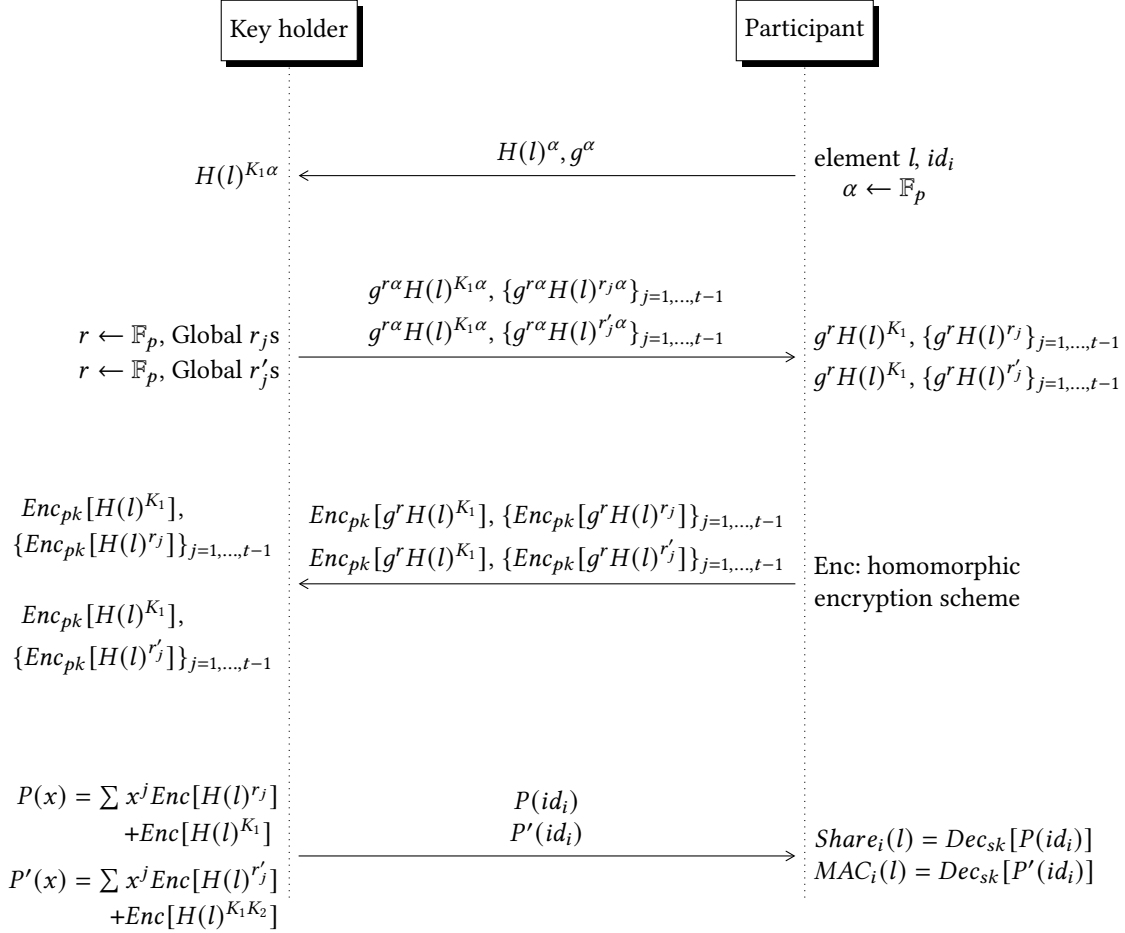 Key holder
Participant
H(l)^{K_1α}
H(l)^α, g^α
element l, id_i
α ← 𝔽_p
g^{rα}H(l)^{K_1α}, {g^{rα}H(l)^{r_jα}}_{j=1,...,t−1}
g^{rα}H(l)^{K_1α}, {g^{rα}H(l)^{r'_jα}}_{j=1,...,t−1}
r ← 𝔽_p, Global r_js
r ← 𝔽_p, Global r'_js
g^rH(l)^{K_1}, {g^rH(l)^{r_j}}_{j=1,...,t−1}
g^rH(l)^{K_1}, {g^rH(l)^{r'_j}}_{j=1,...,t−1}
Enc_{pk}[H(l)^{K_1}],
{Enc_{pk}[H(l)^{r_j}]}_{j=1,...,t−1}
Enc_{pk}[H(l)^{K_1}],
{Enc_{pk}[H(l)^{r'_j}]}_{j=1,...,t−1}
Enc_{pk}[g^rH(l)^{K_1}], {Enc_{pk}[g^rH(l)^{r_j}]}_{j=1,...,t−1}
Enc_{pk}[g^rH(l)^{K_1}], {Enc_{pk}[g^rH(l)^{r'_j}]}_{j=1,...,t−1}
Enc: homomorphic
encryption scheme
P(x) = ∑ x^jEnc[H(l)^{r_j}]
+Enc[H(l)^{K_1}]
P'(x) = ∑ x^jEnc[H(l)^{r'_j}]
+Enc[H(l)^{K_1K_2}]
P(id_i)
P'(id_i)
Share_i(l) = Dec_{sk}[P(id_i)]
MAC_i(l) = Dec_{sk}[P'(id_i)]